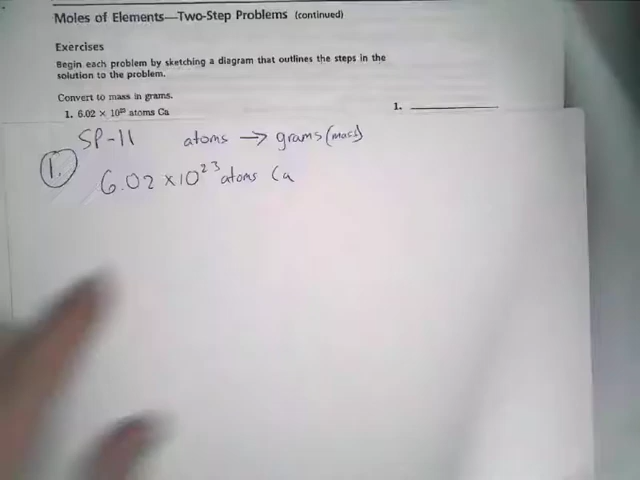 Moles of Elements—Two-Step Problems (continued)
Exercises
Begin each problem by sketching a diagram that outlines the steps in the
solution to the problem.
Convert to mass in grams.
1. 6.02 × 10²³ atoms Ca
1. __________
SP-11 atoms → grams (mass)
1. 6.02 × 10²³ atoms Ca